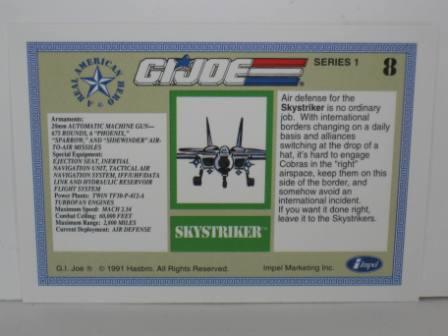 A REAL AMERICAN HERO
G.I. JOE
SERIES 1
8
Armaments:
20mm AUTOMATIC MACHINE GUN—
675 ROUNDS, 6 "PHOENIX,"
"SPARROW," AND "SIDEWINDER" AIR-
TO-AIR MISSILES
Special Equipment:
EJECTION SEAT, INERTIAL
NAVIGATION UNIT, TACTICAL AIR
NAVIGATION SYSTEM, IFF/UHF/DATA
LINK AND HYDRAULIC RESERVOIR
FLIGHT SYSTEM
Power Plants: TWIN TF30-P-412-A
TURBOFAN ENGINES
Maximum Speed: MACH 2.34
Combat Ceiling: 60,000 FEET
Maximum Range: 2,000 MILES
Current Deployment: AIR DEFENSE
SKYSTRIKER™
Air defense for the
Skystriker is no ordinary
job. With international
borders changing on a daily
basis and alliances
switching at the drop of a
hat, it's hard to engage
Cobras in the "right"
airspace, keep them on this
side of the border, and
somehow avoid an
international incident.
If you want it done right,
leave it to the Skystrikers.
G.I. Joe ® © 1991 Hasbro. All Rights Reserved.
Impel Marketing Inc.
impel